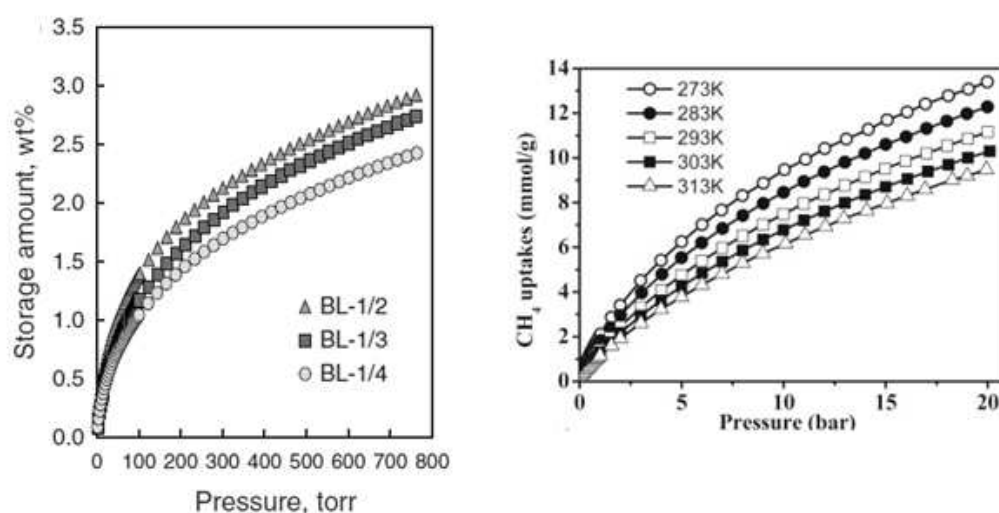 3.5
3.0
2.5
2.0
1.5
1.0
0.5
0.0
Storage amount, wt%
BL-1/2
BL-1/3
BL-1/4
0 100 200 300 400 500 600 700 800
Pressure, torr
14
12
10
8
6
4
2
0
CH4 uptakes (mmol/g)
273K
283K
293K
303K
313K
0 5 10 15 20
Pressure (bar)